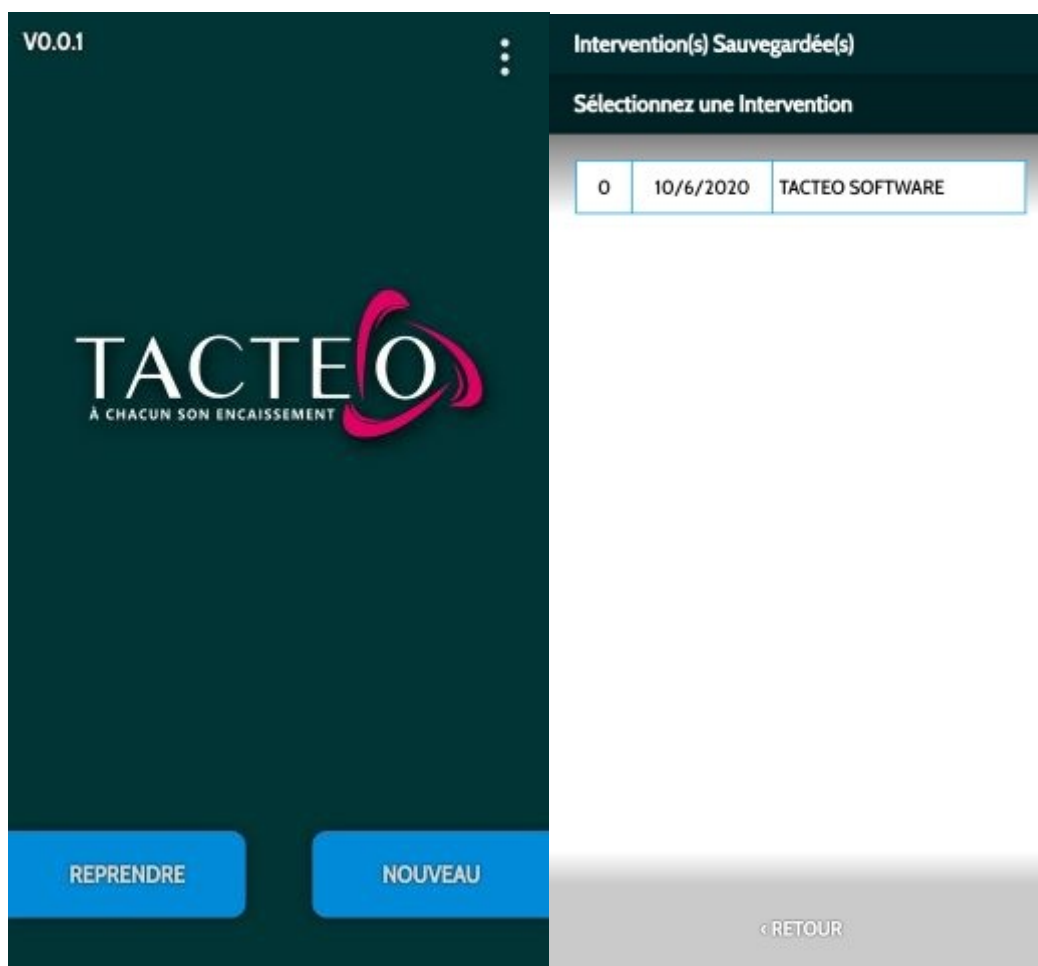 V0.0.1
TACTEO
À CHACUN SON ENCAISSEMENT
REPRENDRE
NOUVEAU
Intervention(s) Sauvegardée(s)
Sélectionnez une Intervention
0 10/6/2020 TACTEO SOFTWARE
< RETOUR